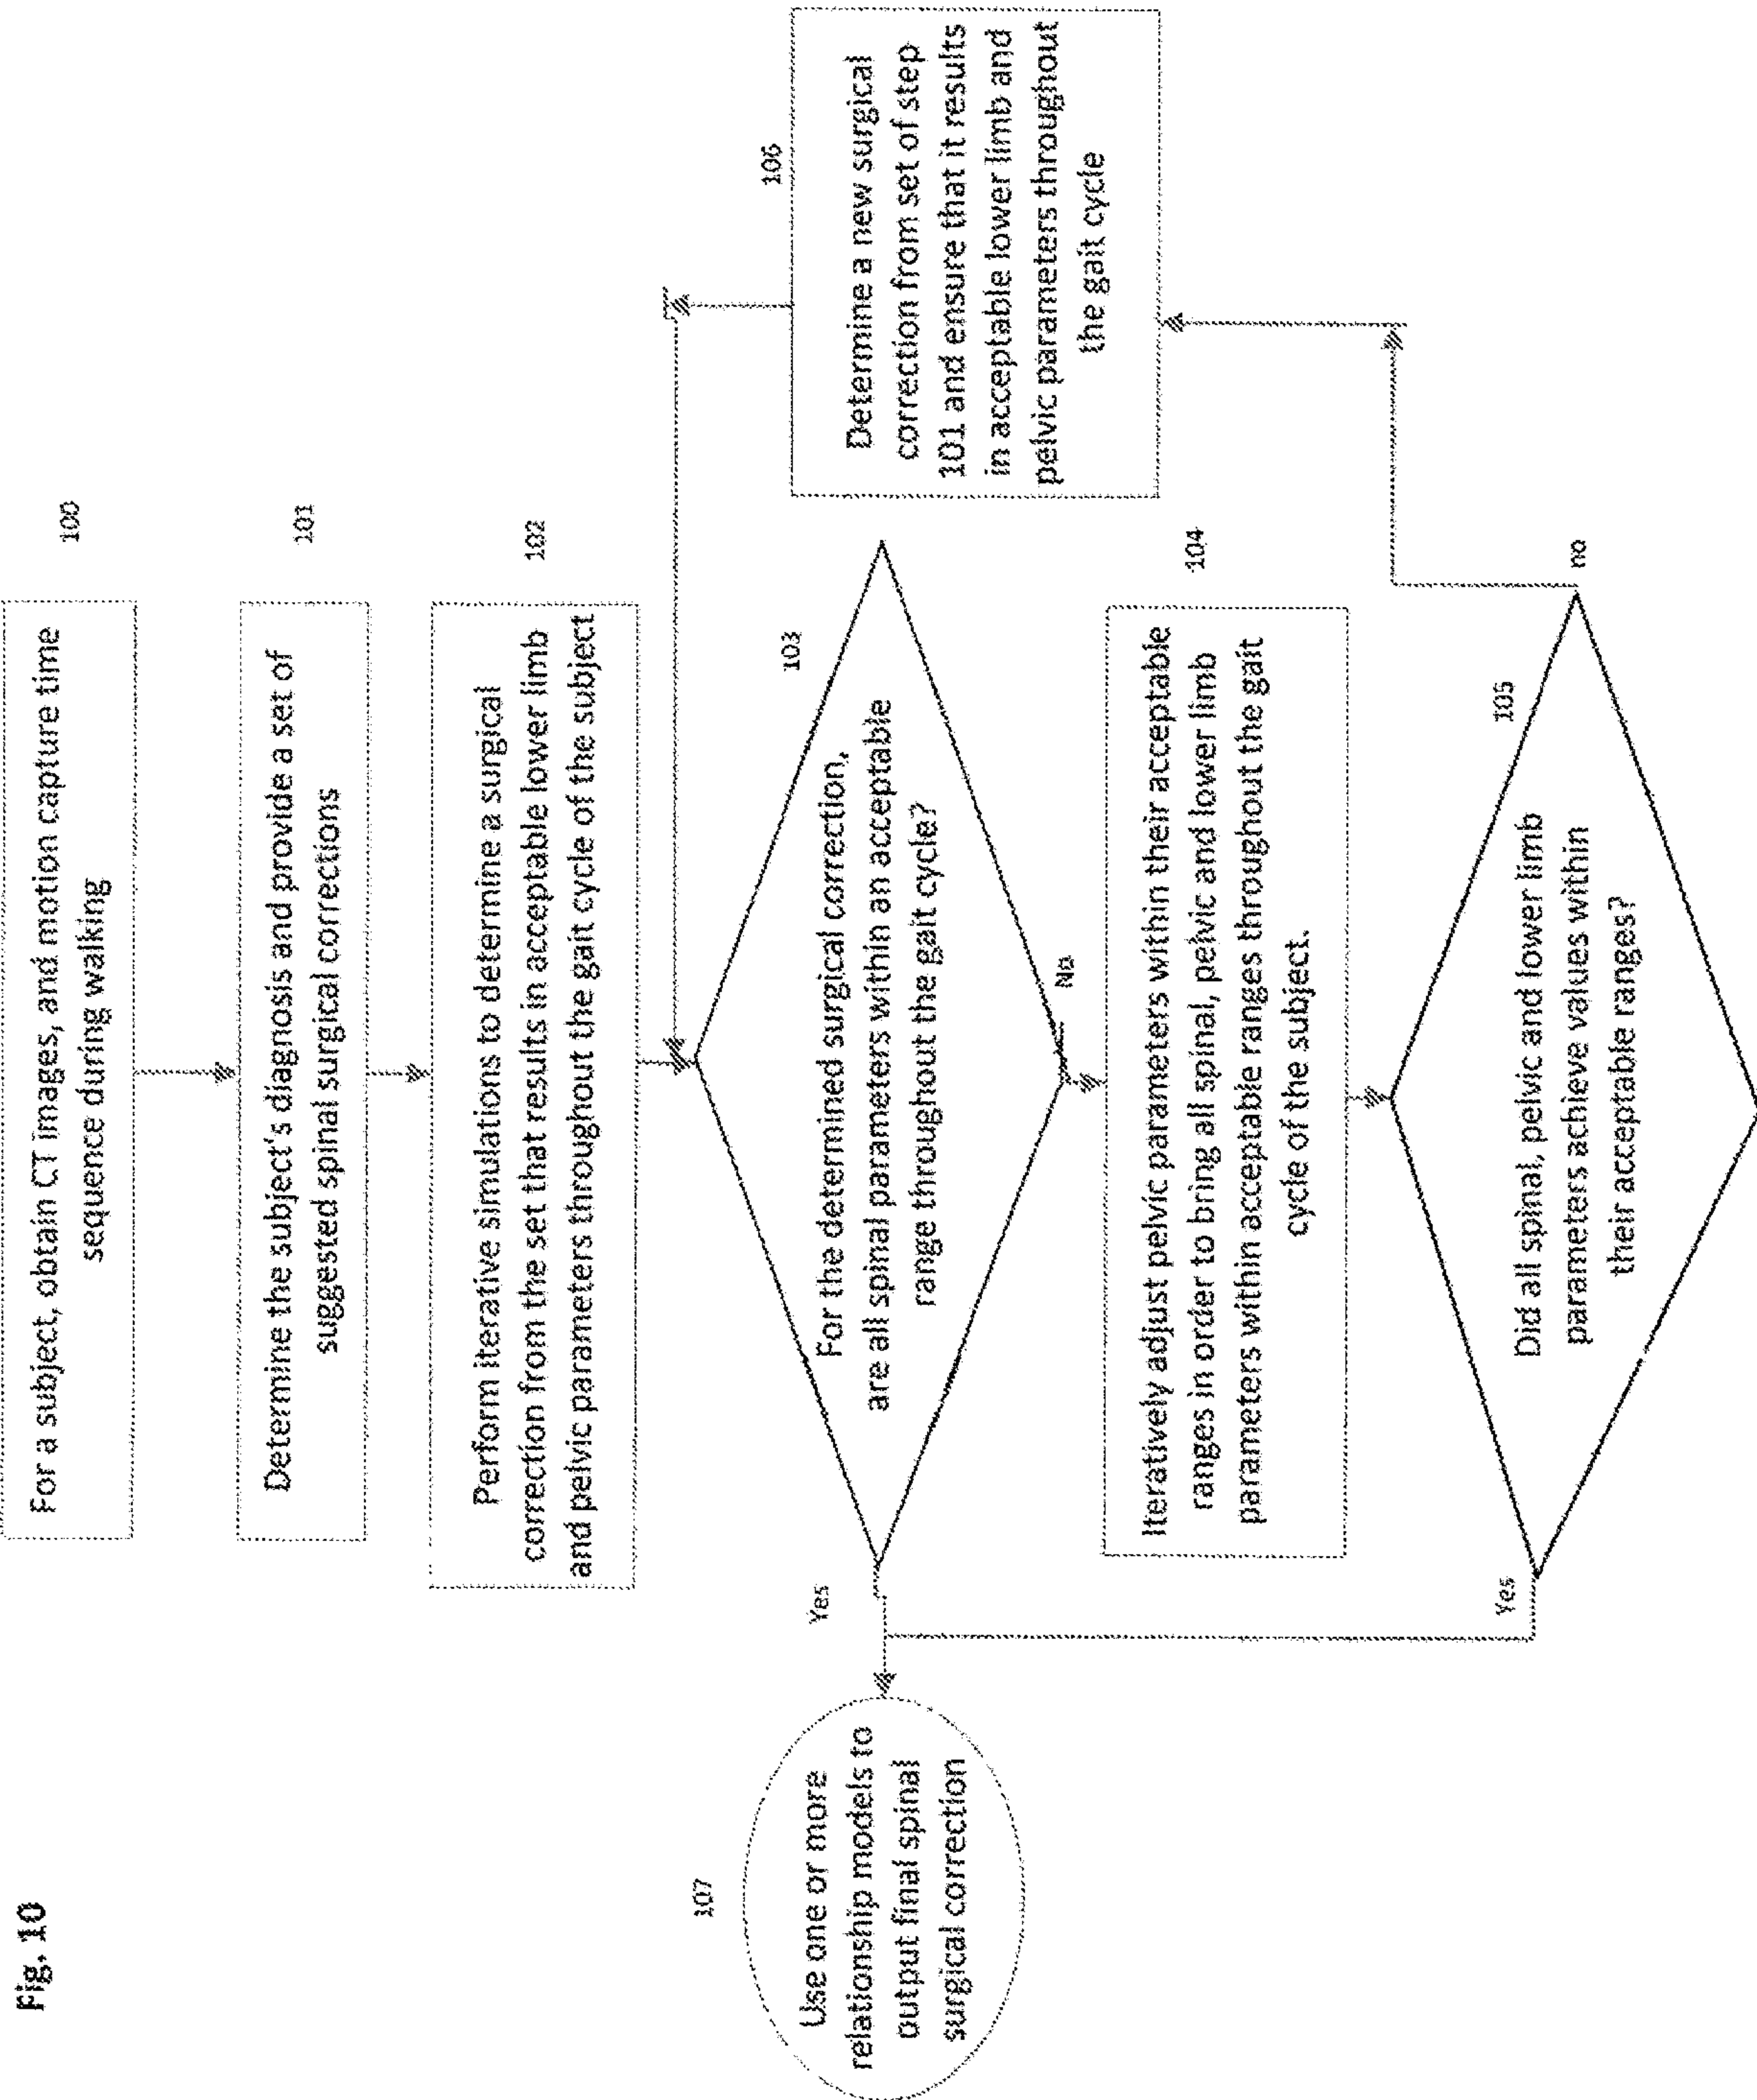 Fig. 10
100
For a subject, obtain CT images, and motion capture time
sequence during walking
101
Determine the subject's diagnosis and provide a set of
suggested spinal surgical corrections
102
Perform iterative simulations to determine a surgical
correction from the set that results in acceptable lower limb
and pelvic parameters throughout the gait cycle of the subject
103
For the determined surgical correction,
are all spinal parameters within an acceptable
range throughout the gait cycle?
Yes
No
107
Use one or more
relationship models to
output final spinal
surgical correction
106
Determine a new surgical
correction from set of step
101 and ensure that it results
in acceptable lower limb and
pelvic parameters throughout
the gait cycle
104
Iteratively adjust pelvic parameters within their acceptable
ranges in order to bring all spinal, pelvic and lower limb
parameters within acceptable ranges throughout the gait
cycle of the subject.
105
Did all spinal, pelvic and lower limb
parameters achieve values within
their acceptable ranges?
Yes
no